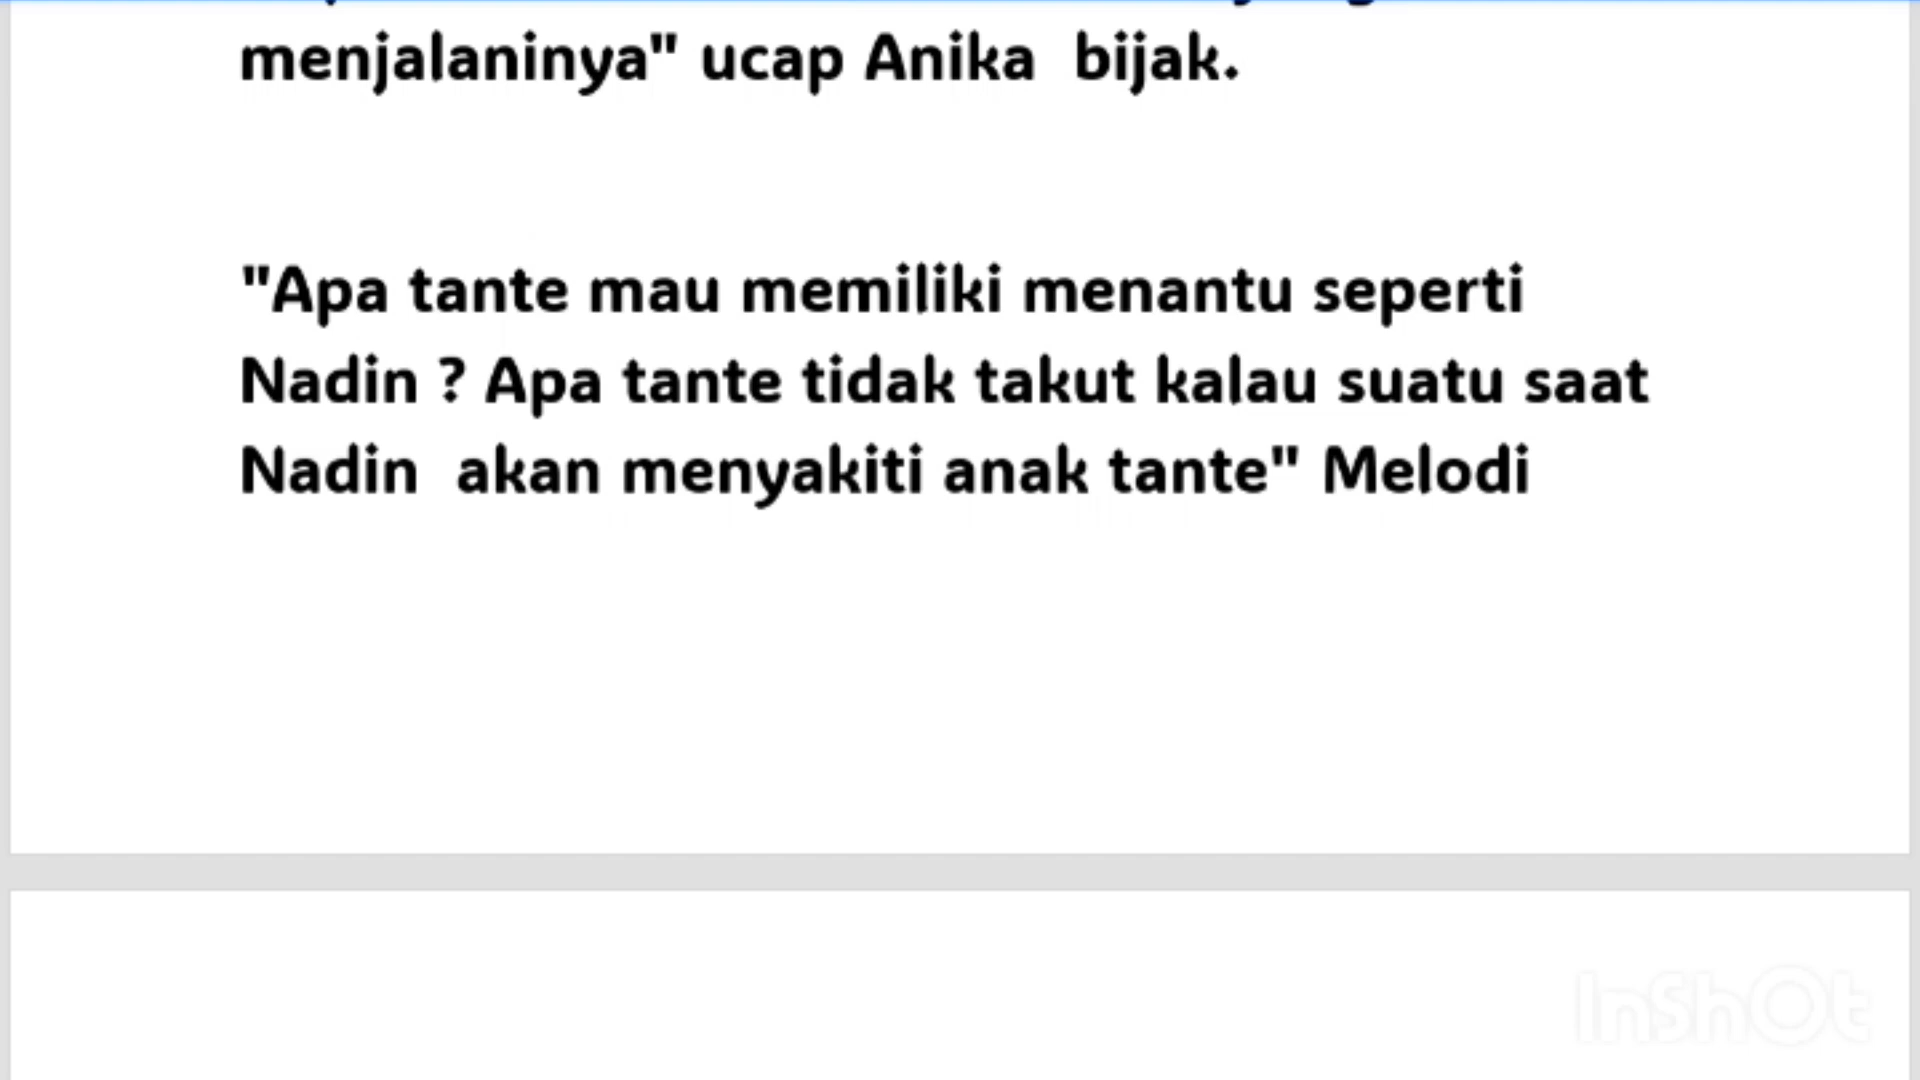 menjalaninya" ucap Anika  bijak.
"Apa tante mau memiliki menantu seperti
Nadin ? Apa tante tidak takut kalau suatu saat
Nadin  akan menyakiti anak tante" Melodi
InShOt